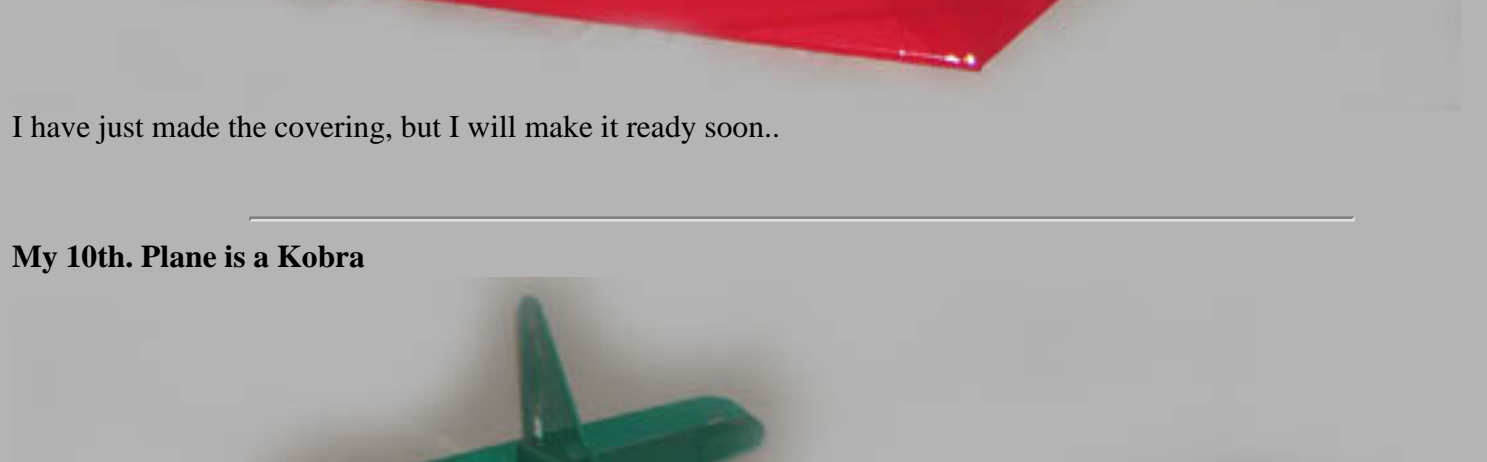 I have just made the covering, but I will make it ready soon..
My 10th. Plane is a Kobra